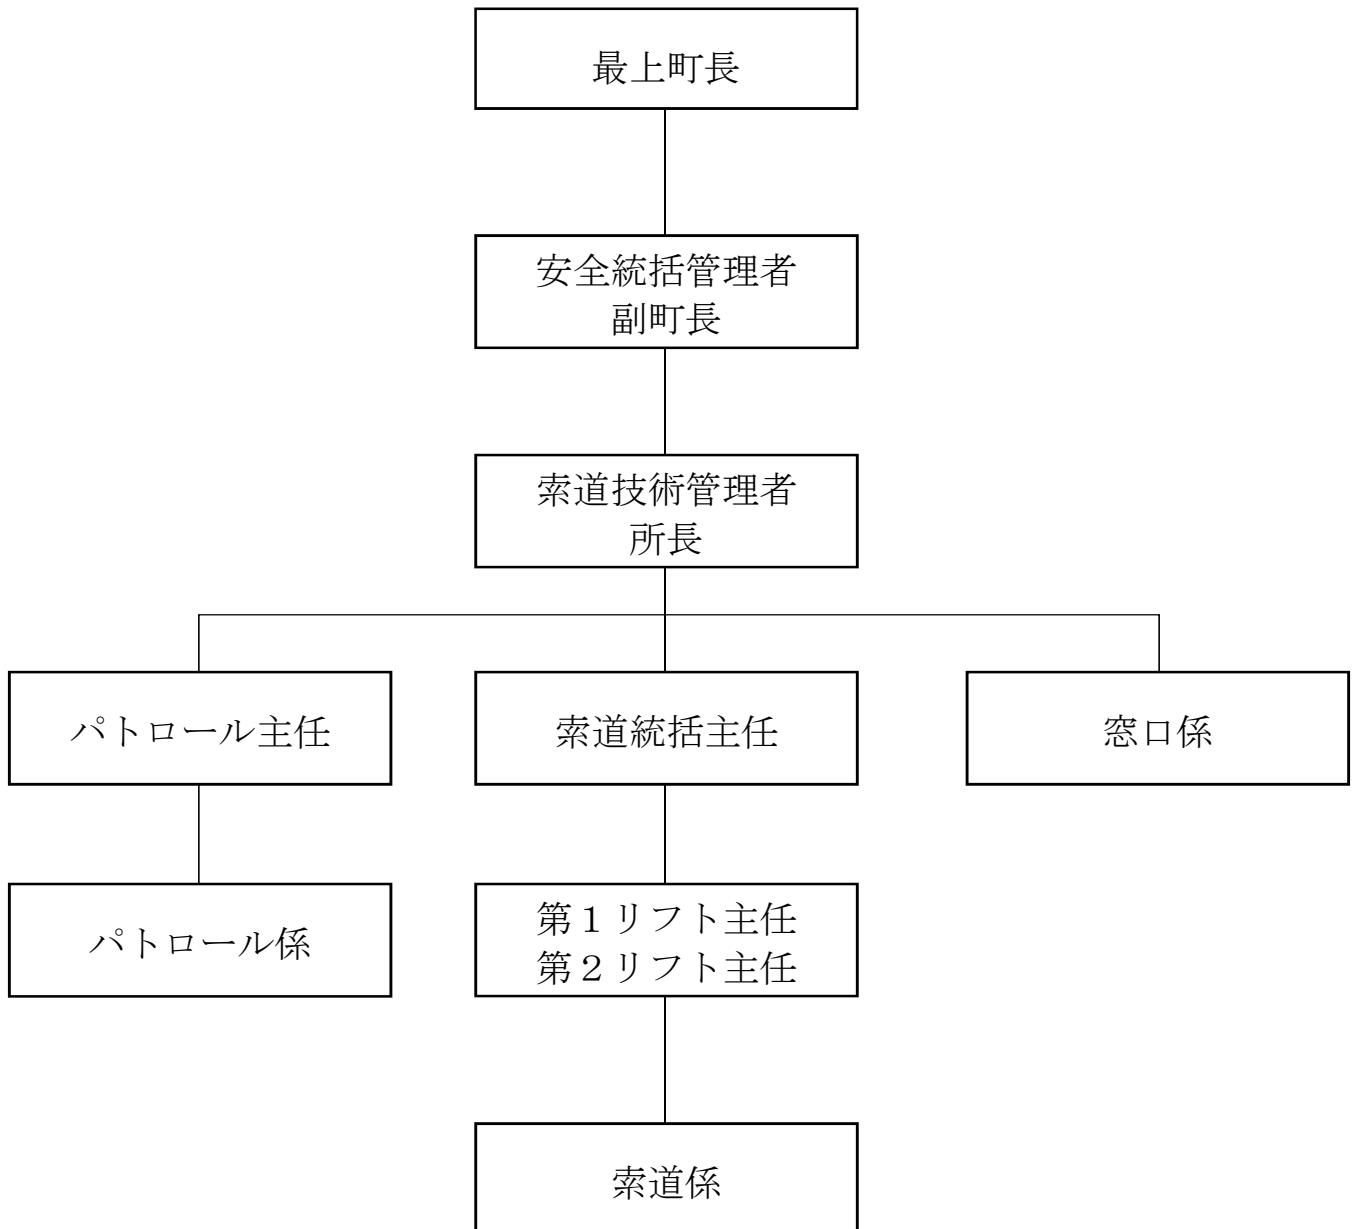 最上町長
安全統括管理者
副町長
索道技術管理者
所長
パトロール主任
索道統括主任
窓口係
パトロール係
第１リフト主任
第２リフト主任
索道係